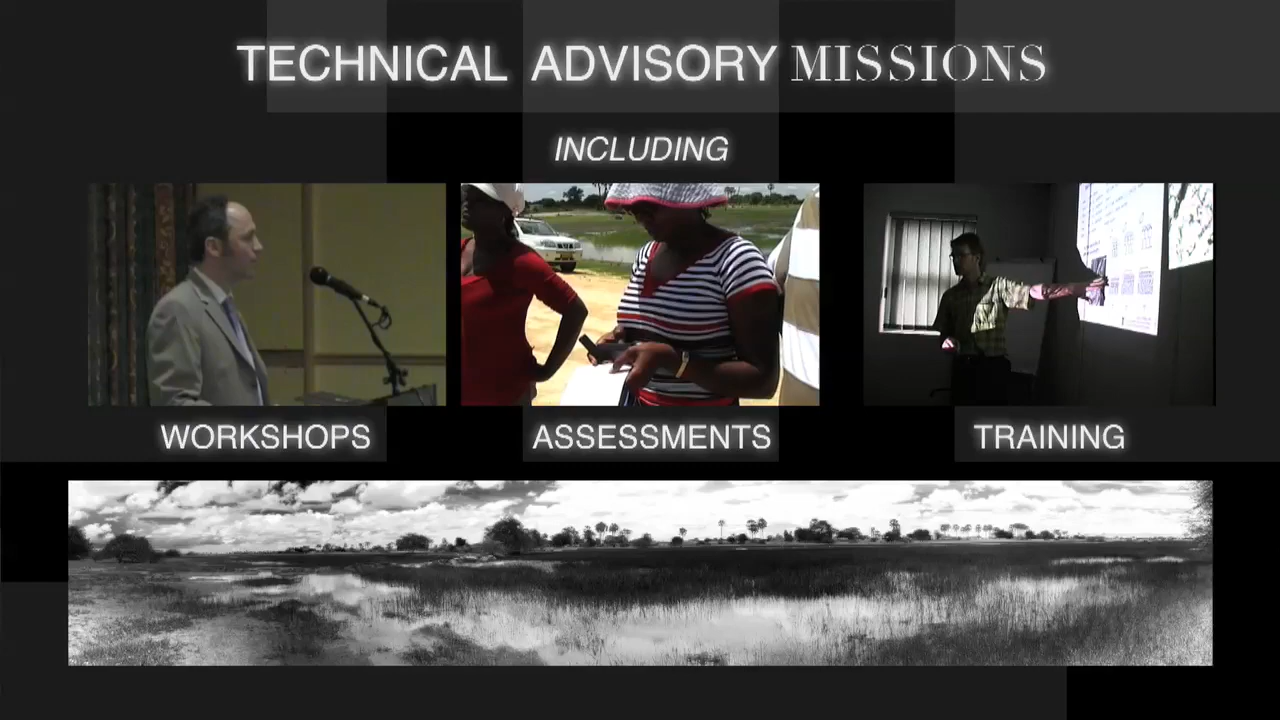 TECHNICAL ADVISORY MISSIONS
INCLUDING
WORKSHOPS ASSESSMENTS TRAINING